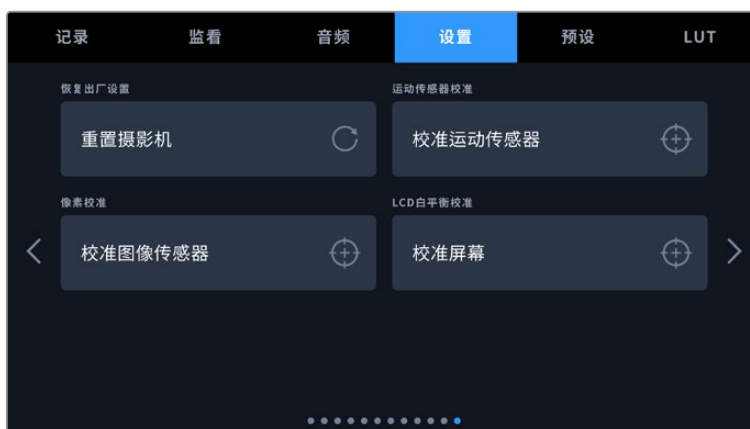 记录 监看 音频 设置 预设 LUT
恢复出厂设置 运动传感器校准
重置摄影机 校准运动传感器
像素校准 LCD白平衡校准
校准图像传感器 校准屏幕